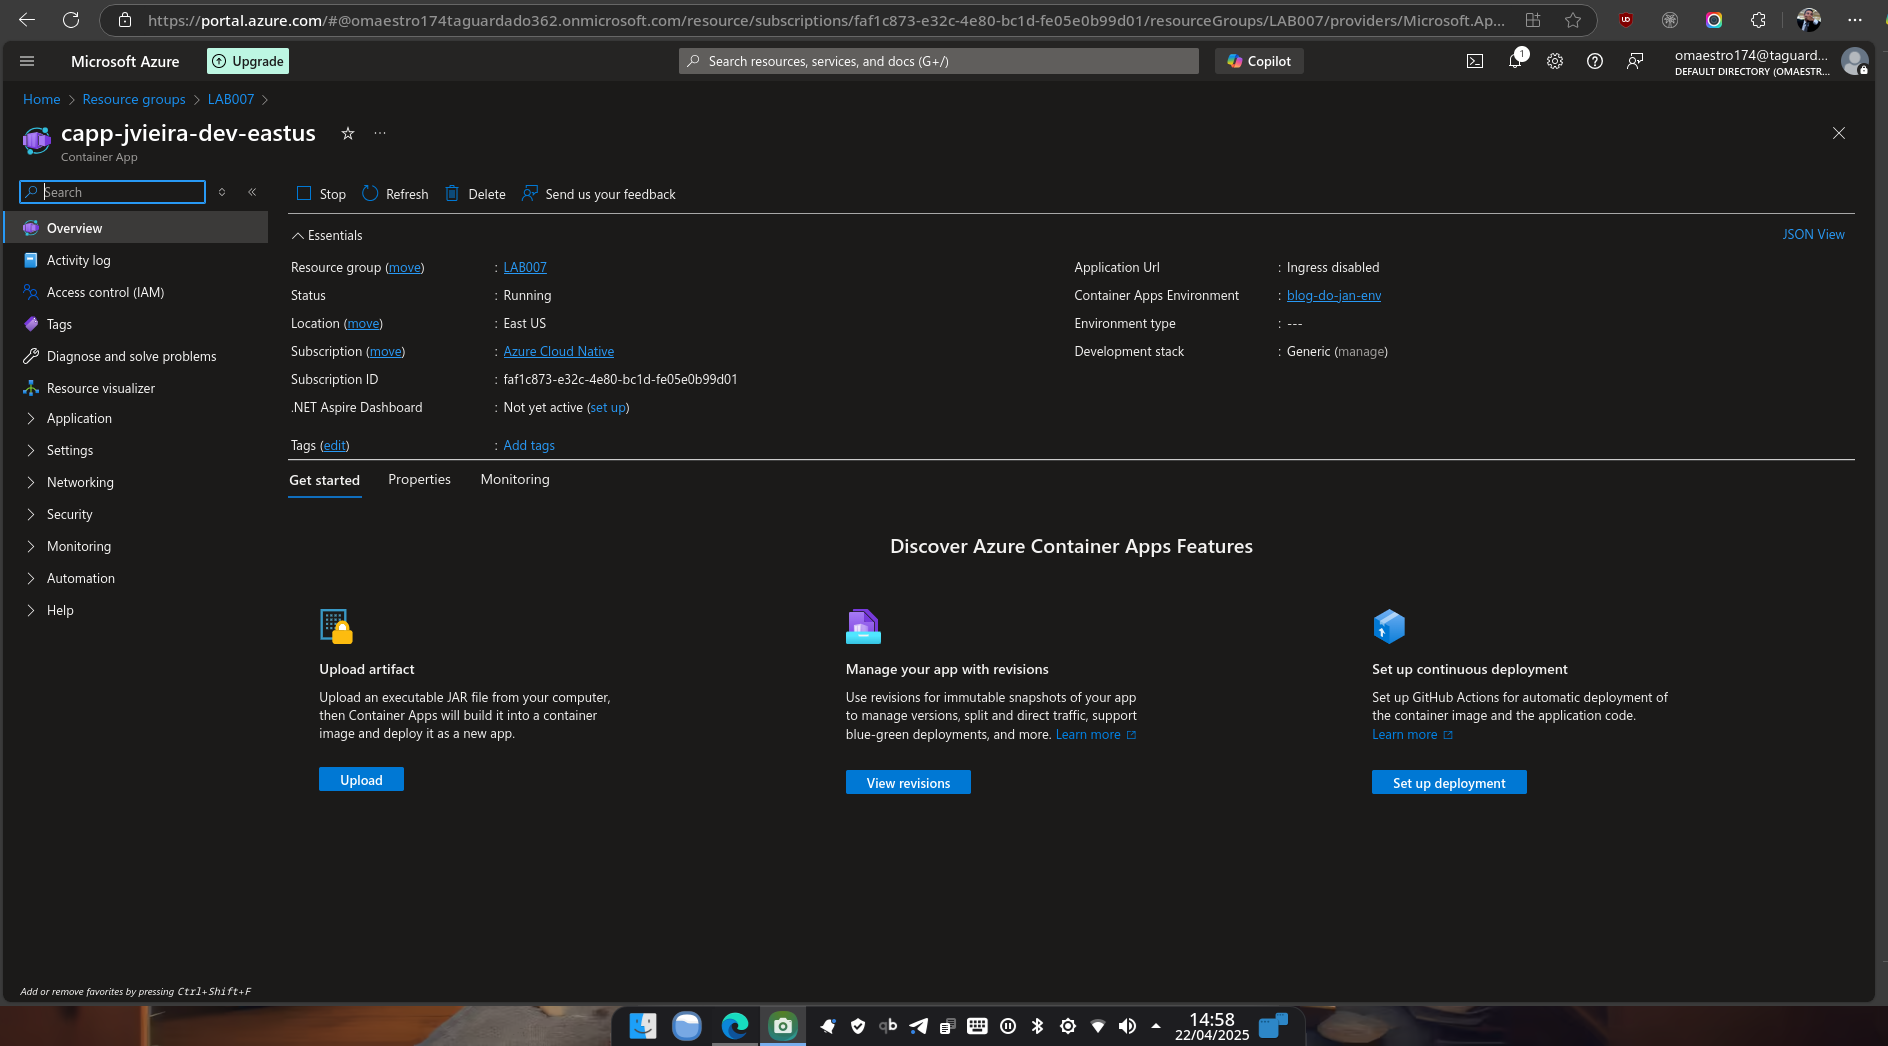 https://portal.azure.com/#@omaestro174taguardado362.onmicrosoft.com/resource/subscriptions/faf1c873-e32c-4e80-bc1d-fe05e0b99d01/resourceGroups/LAB007/providers/Microsoft.Ap...
Microsoft Azure
Upgrade
Search resources, services, and docs (G+/)
Copilot
1
omaestro174@taguard...
DEFAULT DIRECTORY (OMAESTR...
Home > Resource groups > LAB007 >
capp-jvieira-dev-eastus
Container App
Search
Stop
Refresh
Delete
Send us your feedback
Overview
Activity log
Access control (IAM)
Tags
Diagnose and solve problems
Resource visualizer
Application
Settings
Networking
Security
Monitoring
Automation
Help
Essentials
JSON View
Resource group (move) : LAB007
Status : Running
Location (move) : East US
Subscription (move) : Azure Cloud Native
Subscription ID : faf1c873-e32c-4e80-bc1d-fe05e0b99d01
.NET Aspire Dashboard : Not yet active (set up)
Tags (edit) : Add tags
Application Url : Ingress disabled
Container Apps Environment : blog-do-jan-env
Environment type : ---
Development stack : Generic (manage)
Get started
Properties
Monitoring
Discover Azure Container Apps Features
Upload artifact
Upload an executable JAR file from your computer,
then Container Apps will build it into a container
image and deploy it as a new app.
Upload
Manage your app with revisions
Use revisions for immutable snapshots of your app
to manage versions, split and direct traffic, support
blue-green deployments, and more. Learn more
View revisions
Set up continuous deployment
Set up GitHub Actions for automatic deployment of
the container image and the application code.
Learn more
Set up deployment
Add or remove favorites by pressing Ctrl+Shift+F
qb
14:58
22/04/2025